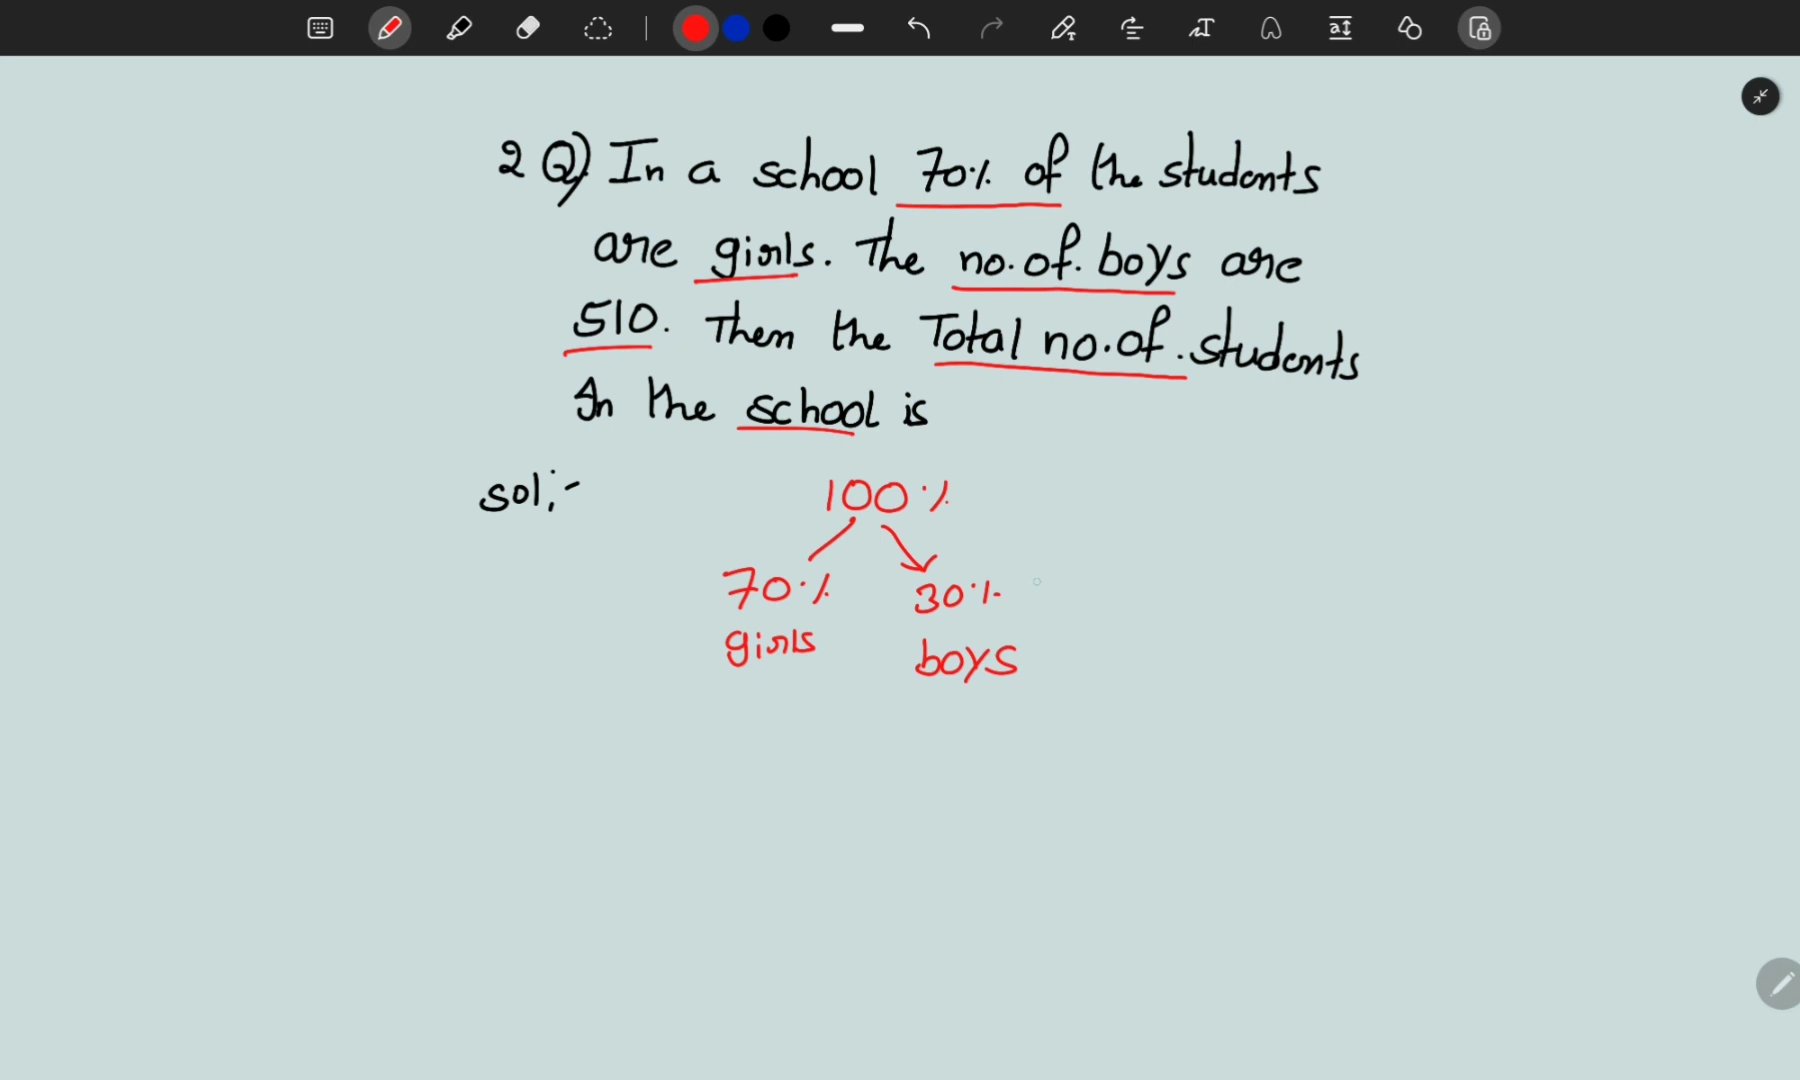 2 Q) In a school 70% of the students
are girls. The no.of. boys are
510. Then the Total no.of. students
In the school is
sol:-
100%
70% 30%
girls boys